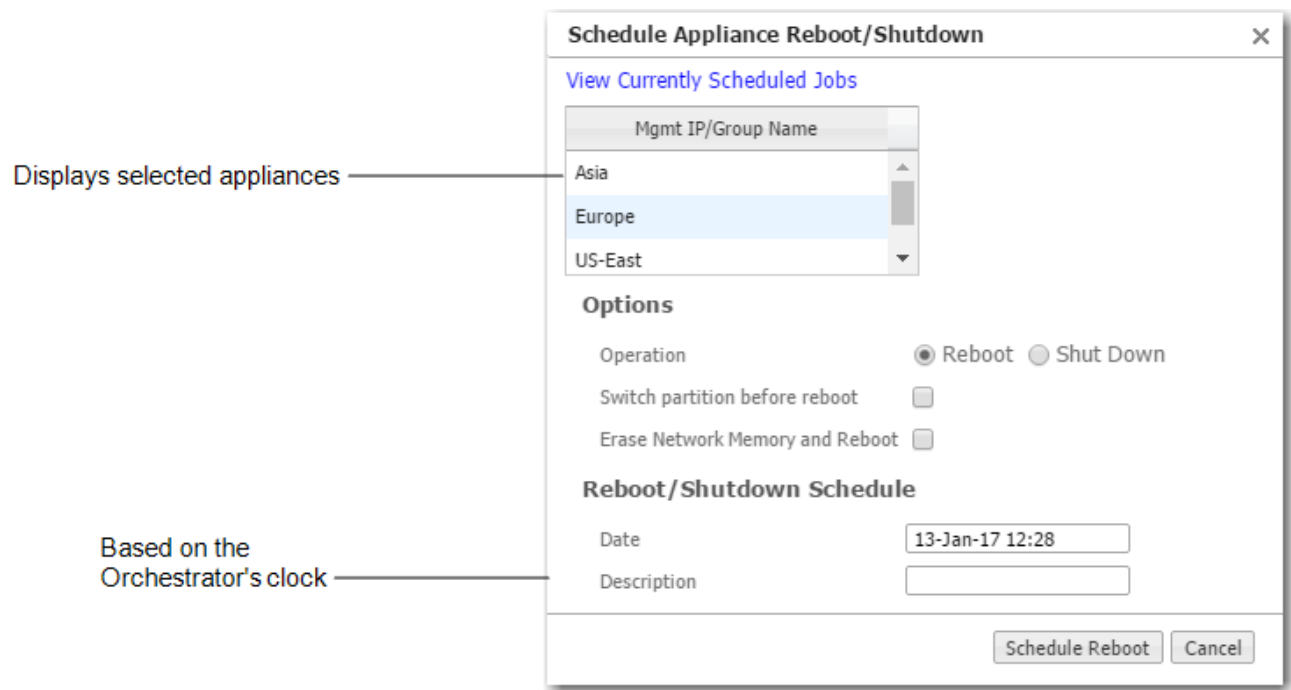 Schedule Appliance Reboot/Shutdown
View Currently Scheduled Jobs
Mgmt IP/Group Name
Displays selected appliances
Asia
Europe
US-East
Options
Operation Reboot Shut Down
Switch partition before reboot
Erase Network Memory and Reboot
Reboot/Shutdown Schedule
Based on the
Orchestrator's clock
Date 13-Jan-17 12:28
Description
Schedule Reboot Cancel